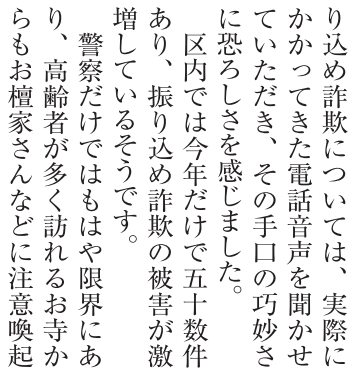 り込め詐欺については、実際に
かかってきた電話音声を聞かせ
ていただき、その手口の巧妙さ
に恐ろしさを感じました。
区内では今年だけで五十数件
あり、振り込め詐欺の被害が激
増しているそうです。
警察だけではもはや限界にあ
り、高齢者が多く訪れるお寺か
らもお檀家さんなどに注意喚起